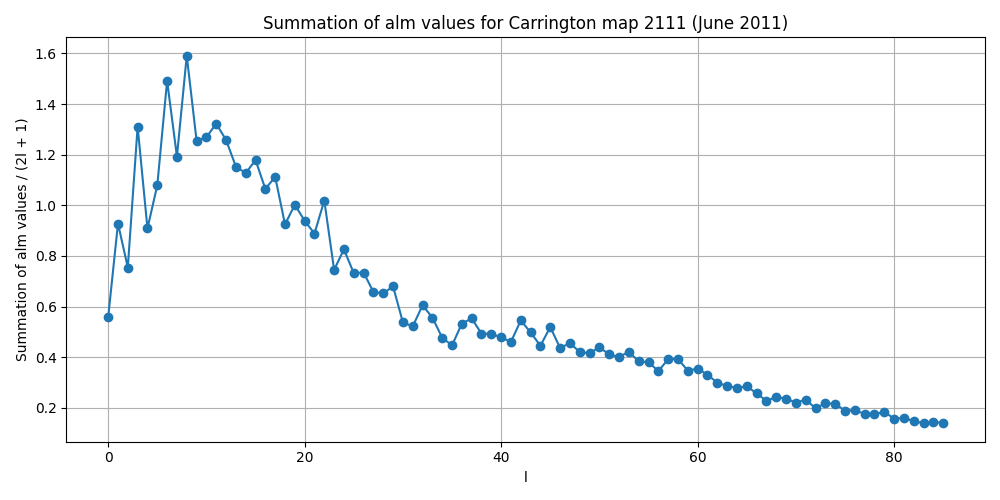 Summation of alm values for Carrington map 2111 (June 2011)
Summation of alm values / (2l + 1)
1.6
1.4
1.2
1.0
0.8
0.6
0.4
0.2
0 20 40 60 80
l